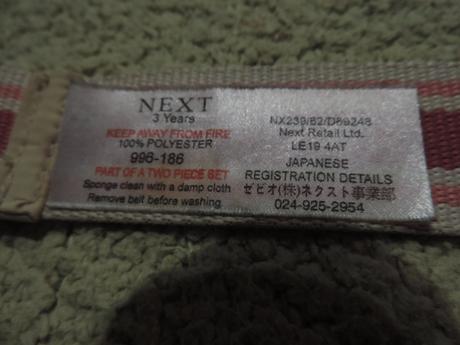 NEXT
3 Years
KEEP AWAY FROM FIRE
100% POLYESTER
996-186
PART OF A TWO PIECE SET
Sponge clean with a damp cloth
Remove belt before washing
NX239/82/D89248
Next Retail Ltd.
LE19 4AT
JAPANESE
REGISTRATION DETAILS
ゼビオ(株)ネクスト事業部
024-925-2954